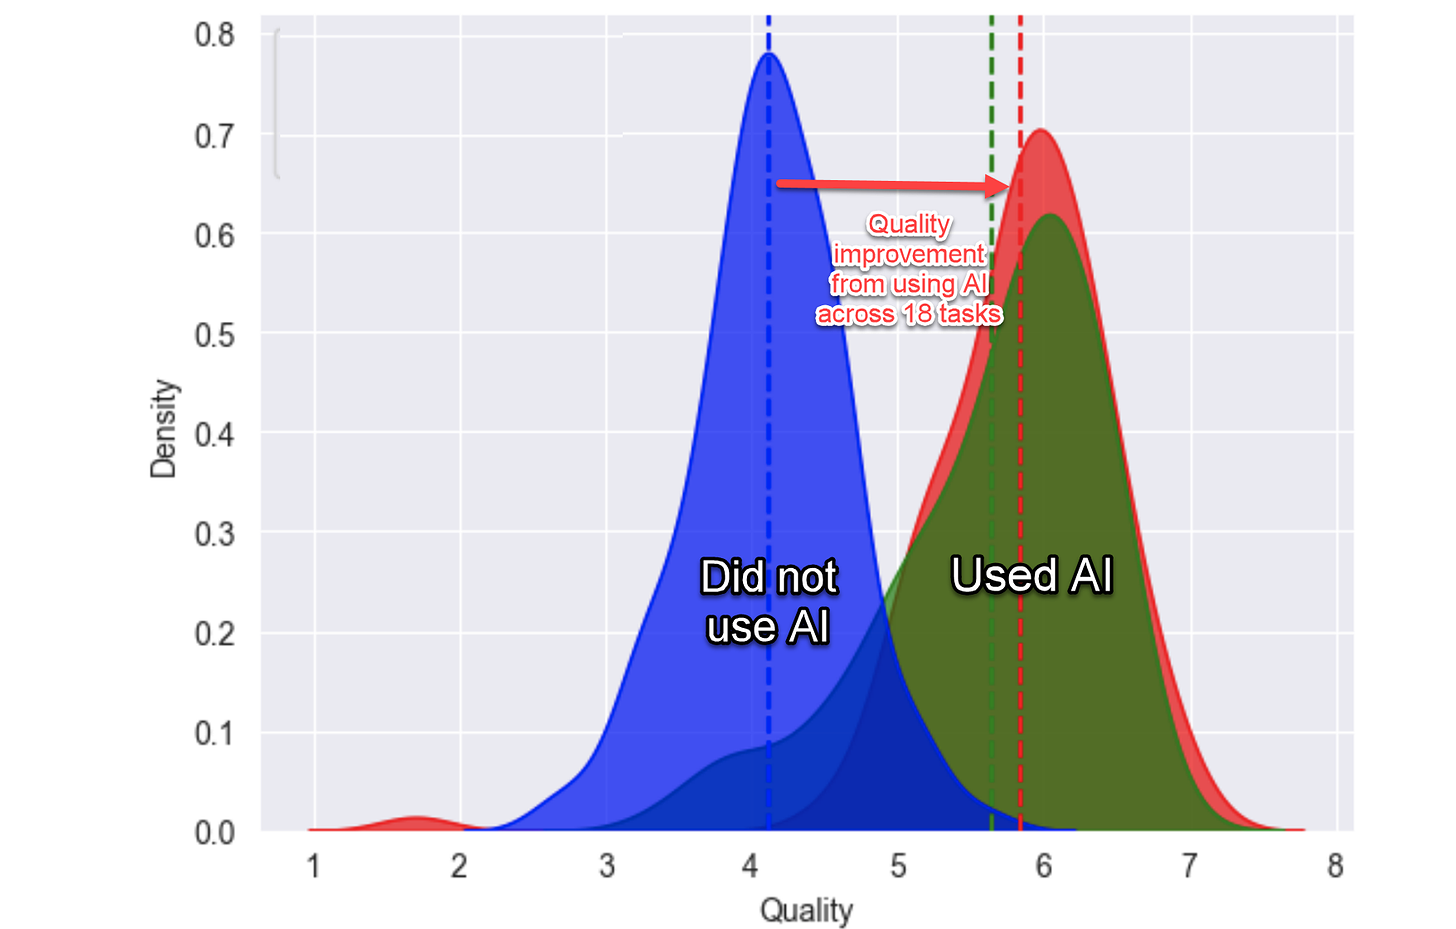 0.8
0.7
0.6
0.5
0.4
0.3
0.2
0.1
0.0
Density
Quality
improvement
from using AI
across 18 tasks
Did not
use AI
Used AI
1 2 3 4 5 6 7 8
Quality